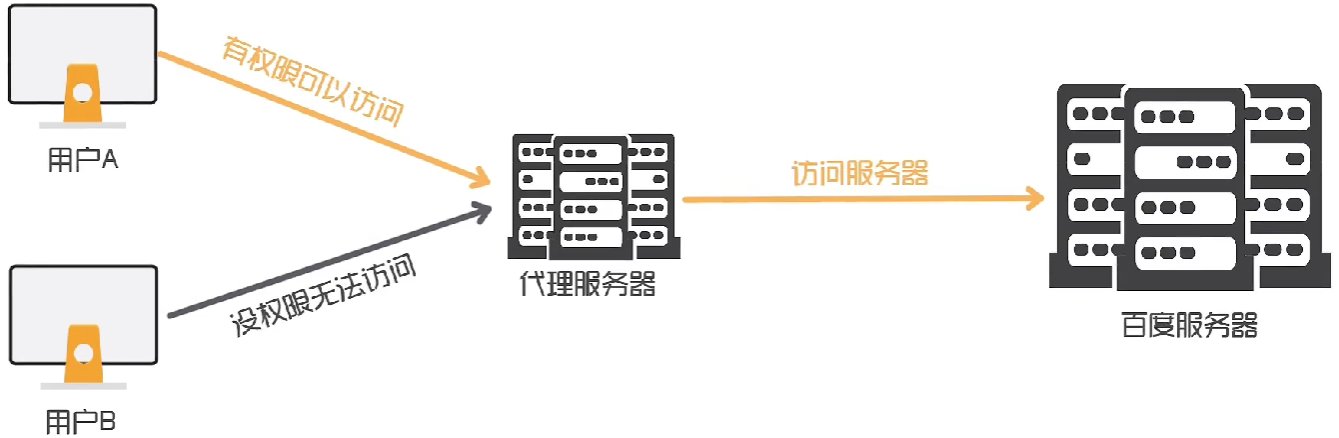 有权限可以访问
用户A
访问服务器
代理服务器
没权限无法访问
百度服务器
用户B